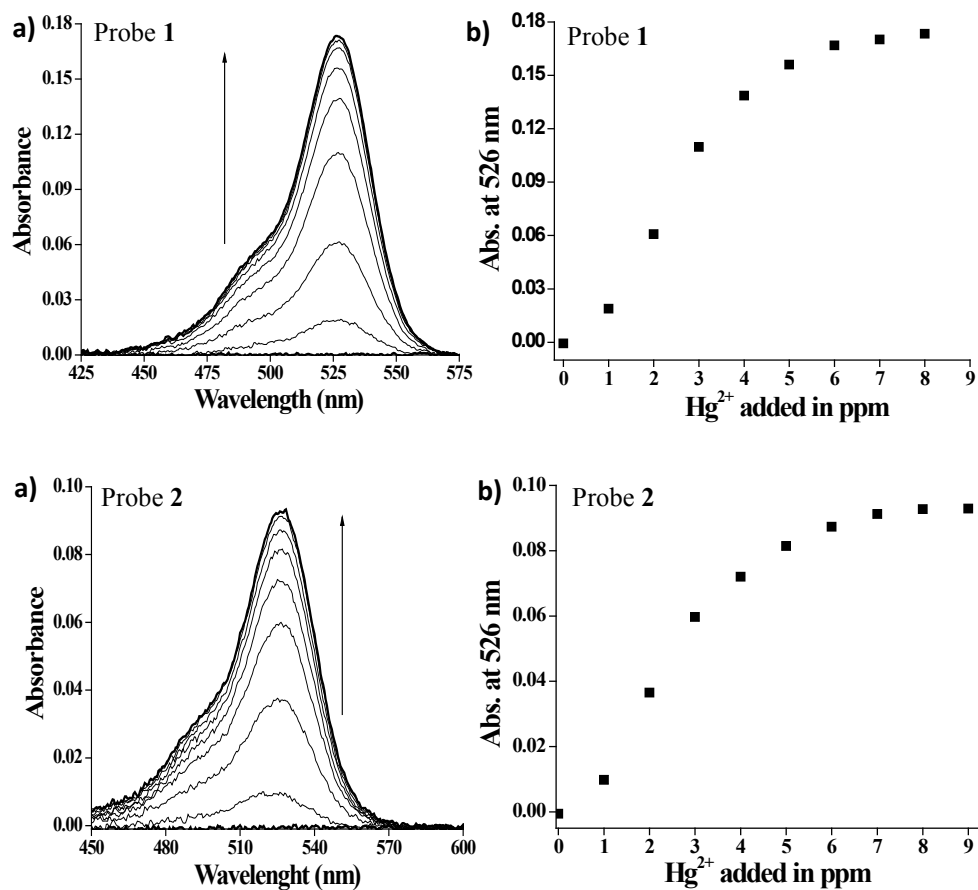 a)
Probe 1
0.18
0.15
0.12
0.09
0.06
0.03
0.00
Absorbance
425 450 475 500 525 550 575
Wavelength (nm)
b)
Probe 1
0.18
0.15
0.12
0.09
0.06
0.03
0.00
Abs. at 526 nm
0 1 2 3 4 5 6 7 8 9
Hg²⁺ added in ppm
a)
Probe 2
0.10
0.08
0.06
0.04
0.02
0.00
Absorbance
450 480 510 540 570 600
Wavelenght (nm)
b)
Probe 2
0.10
0.08
0.06
0.04
0.02
0.00
Abs. at 526 nm
0 1 2 3 4 5 6 7 8 9
Hg²⁺ added in ppm